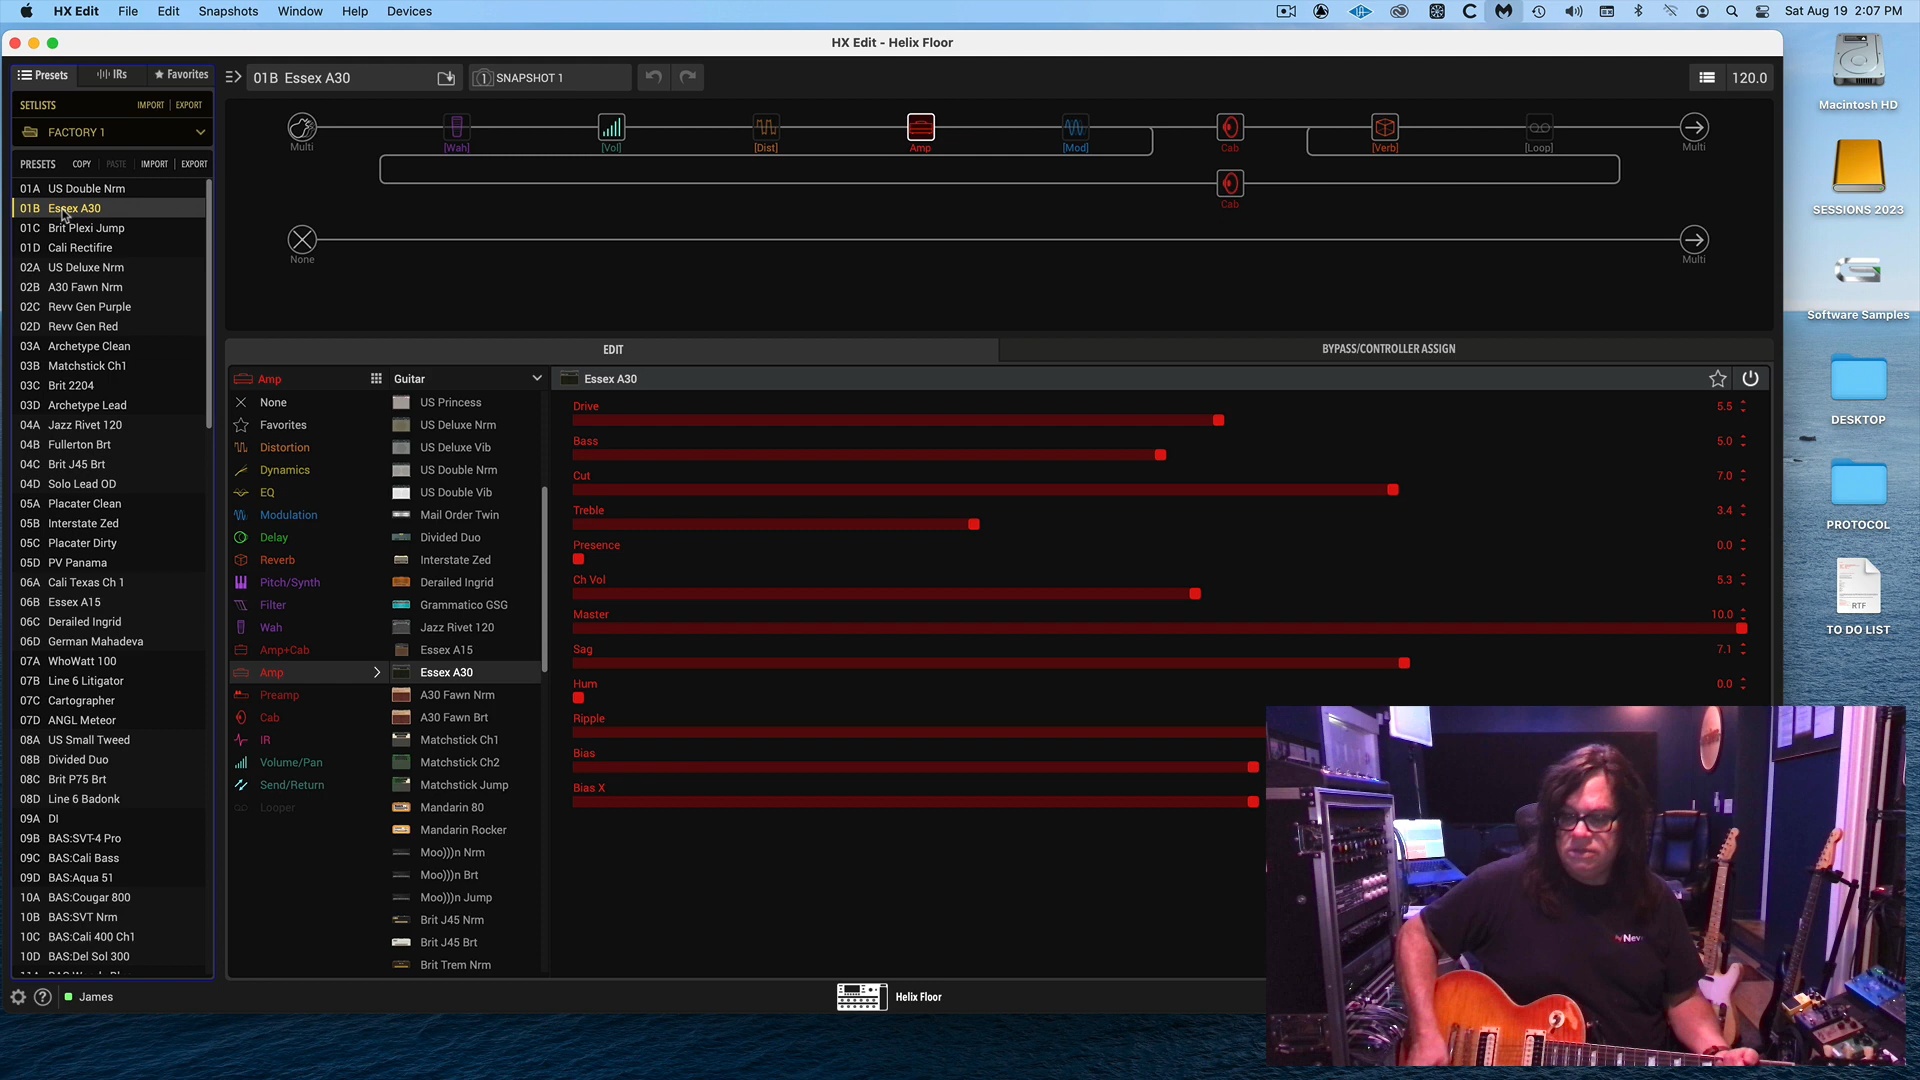 HX Edit File Edit Snapshots Window Help Devices
Sat Aug 19 2:07 PM
HX Edit - Helix Floor
Presets IRs Favorites
01B Essex A30
1 SNAPSHOT 1
120.0
SETLISTS IMPORT | EXPORT
FACTORY 1
PRESETS COPY PASTE IMPORT EXPORT
01A US Double Nrm
01B Essex A30
01C Brit Plexi Jump
01D Cali Rectifire
02A US Deluxe Nrm
02B A30 Fawn Nrm
02C Revv Gen Purple
02D Revv Gen Red
03A Archetype Clean
03B Matchstick Ch1
03C Brit 2204
03D Archetype Lead
04A Jazz Rivet 120
04B Fullerton Brt
04C Brit J45 Brt
04D Solo Lead OD
05A Placater Clean
05B Interstate Zed
05C Placater Dirty
05D PV Panama
06A Cali Texas Ch 1
06B Essex A15
06C Derailed Ingrid
06D German Mahadeva
07A WhoWatt 100
07B Line 6 Litigator
07C Cartographer
07D ANGL Meteor
08A US Small Tweed
08B Divided Duo
08C Brit P75 Brt
08D Line 6 Badonk
09A DI
09B BAS:SVT-4 Pro
09C BAS:Cali Bass
09D BAS:Aqua 51
10A BAS:Cougar 800
10B BAS:SVT Nrm
10C BAS:Cali 400 Ch1
10D BAS:Del Sol 300
James
Multi [Wah] [Vol] [Dist] Amp [Mod] Cab [Verb] [Loop] Multi
Cab
None Multi
EDIT
BYPASS/CONTROLLER ASSIGN
Amp
None
Favorites
Distortion
Dynamics
EQ
Modulation
Delay
Reverb
Pitch/Synth
Filter
Wah
Amp+Cab
Amp
Preamp
Cab
IR
Volume/Pan
Send/Return
Looper
Guitar
US Princess
US Deluxe Nrm
US Deluxe Vib
US Double Nrm
US Double Vib
Mail Order Twin
Divided Duo
Interstate Zed
Derailed Ingrid
Grammatico GSG
Jazz Rivet 120
Essex A15
Essex A30
A30 Fawn Nrm
A30 Fawn Brt
Matchstick Ch1
Matchstick Ch2
Matchstick Jump
Mandarin 80
Mandarin Rocker
Moo)))n Nrm
Moo)))n Brt
Moo)))n Jump
Brit J45 Nrm
Brit J45 Brt
Brit Trem Nrm
Essex A30
Drive 5.5
Bass 5.0
Cut 7.0
Treble 3.4
Presence 0.0
Ch Vol 5.3
Master 10.0
Sag 7.1
Hum 0.0
Ripple
Bias
Bias X
Helix Floor
Macintosh HD
SESSIONS 2023
Software Samples
DESKTOP
PROTOCOL
RTF
TO DO LIST